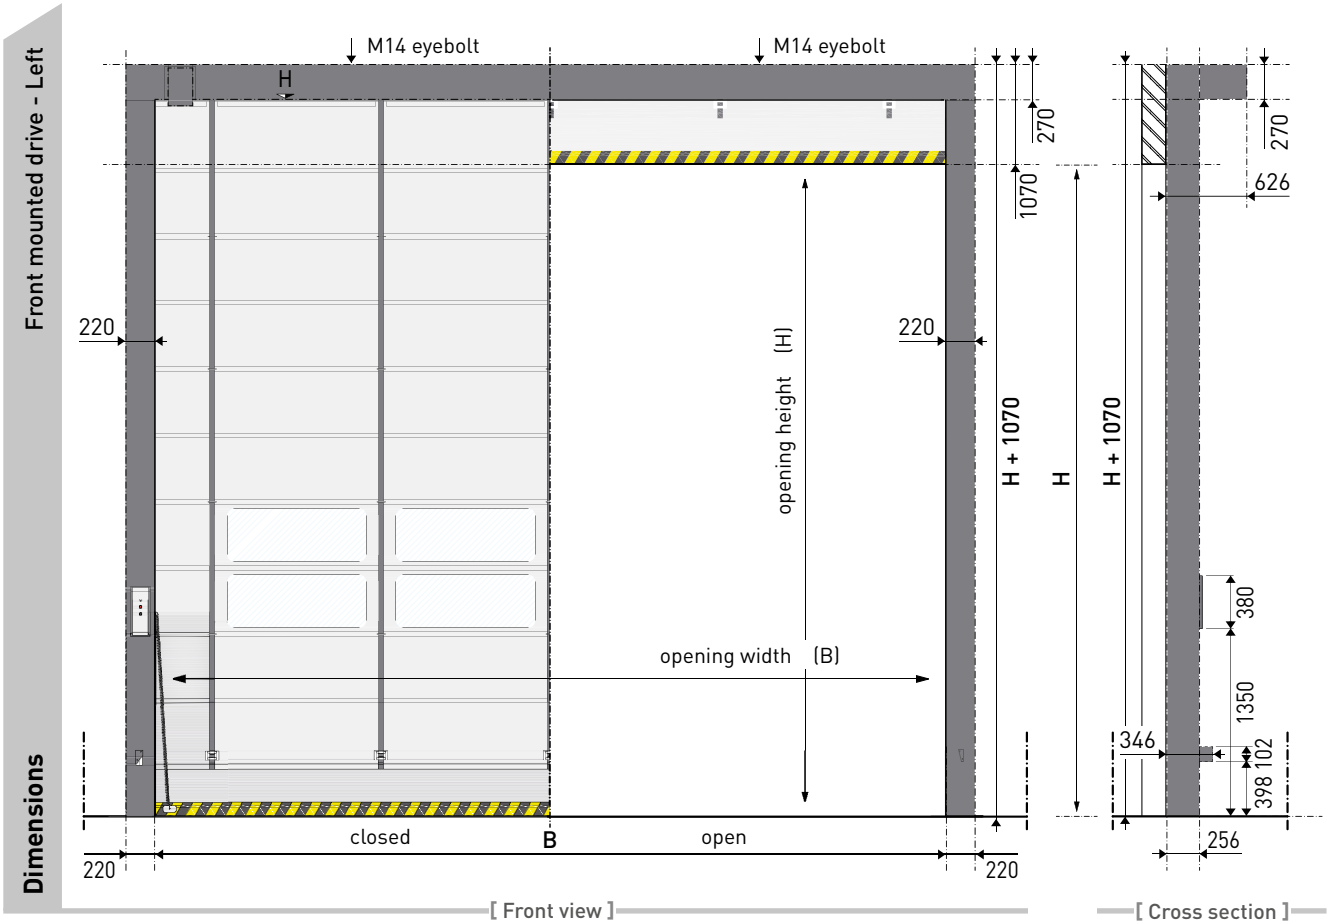 Front mounted drive - Left
Dimensions
M14 eyebolt
M14 eyebolt
H
270
1070
270
626
220
220
opening height (H)
H + 1070
H
H + 1070
opening width (B)
380
1350
346
102
398
closed
B
open
220
220
256
[ Front view ]
[ Cross section ]